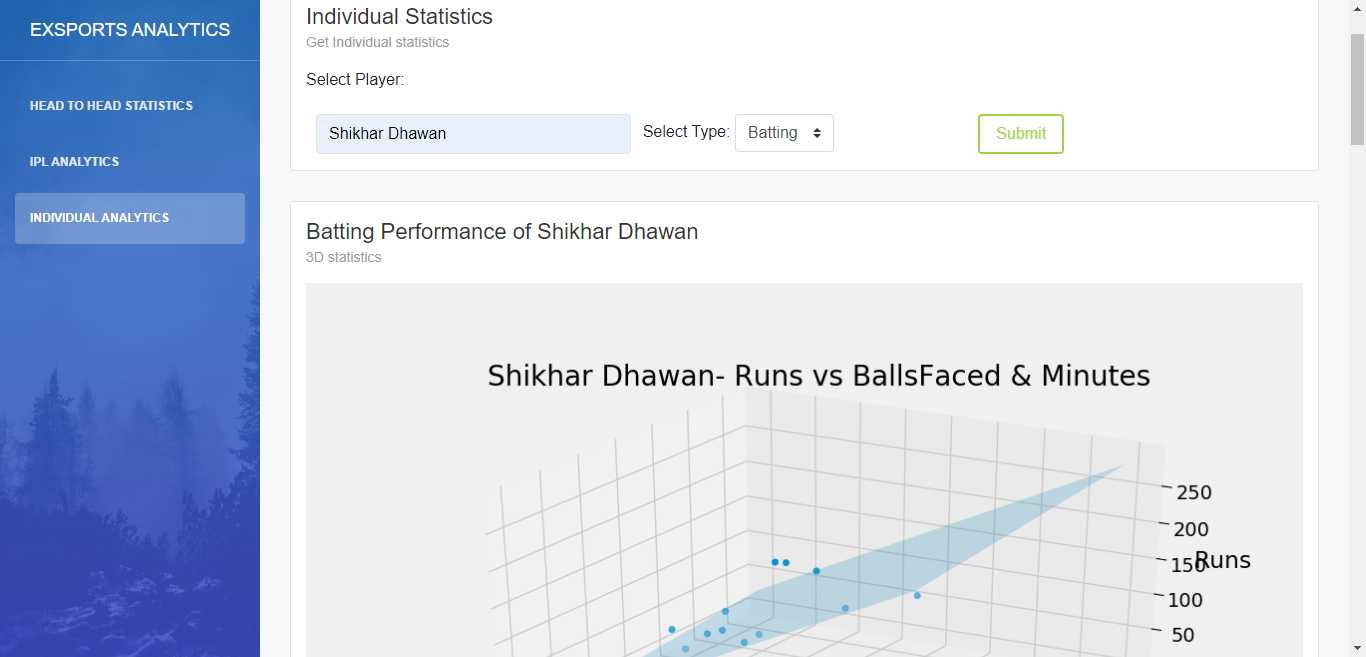 EXSPORTS ANALYTICS
HEAD TO HEAD STATISTICS
IPL ANALYTICS
INDIVIDUAL ANALYTICS
Individual Statistics
Get Individual statistics
Select Player:
Shikhar Dhawan Select Type: Batting Submit
Batting Performance of Shikhar Dhawan
3D statistics
Shikhar Dhawan- Runs vs BallsFaced & Minutes
250
200
150 Runs
100
50